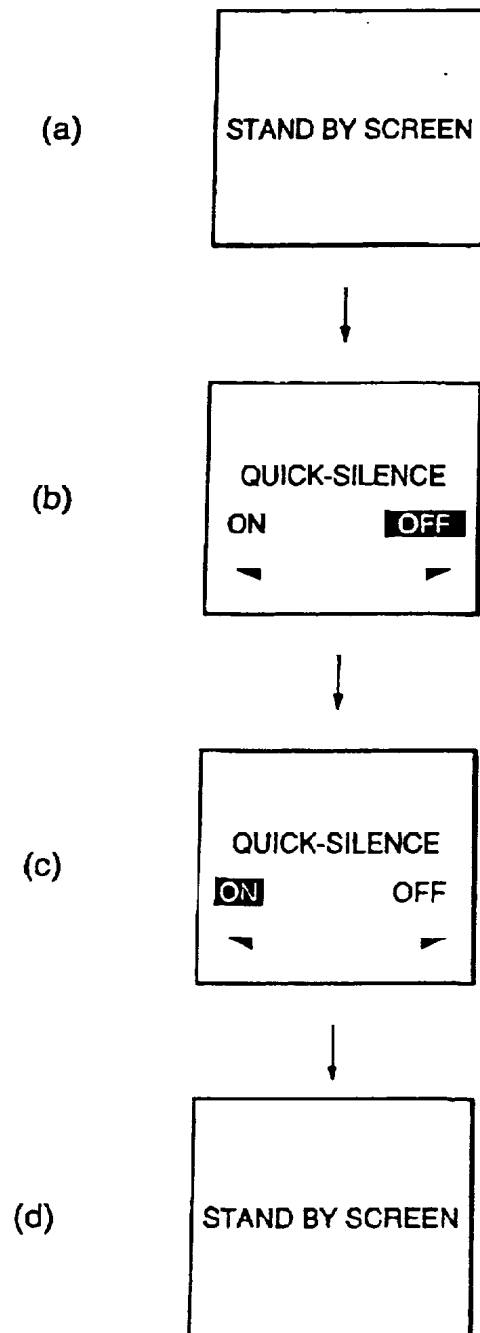 (a)
STAND BY SCREEN
(b)
QUICK-SILENCE
ON OFF
(c)
QUICK-SILENCE
ON OFF
(d)
STAND BY SCREEN